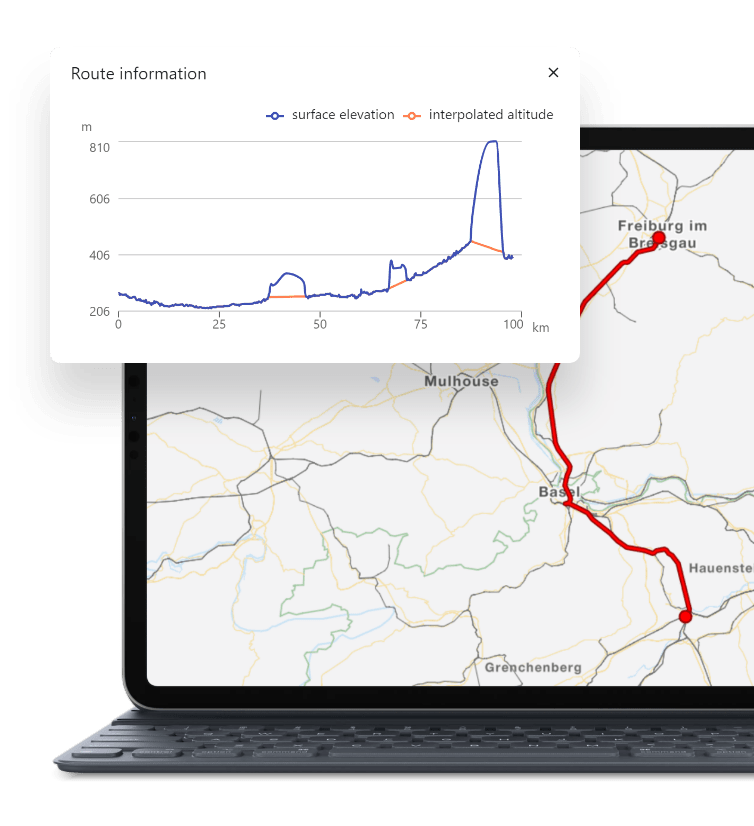 Route information
surface elevation interpolated altitude
m
810
606
406
206
0 25 50 75 100 km
Freiburg im
Breisgau
Mulhouse
Basel
Grenchenberg